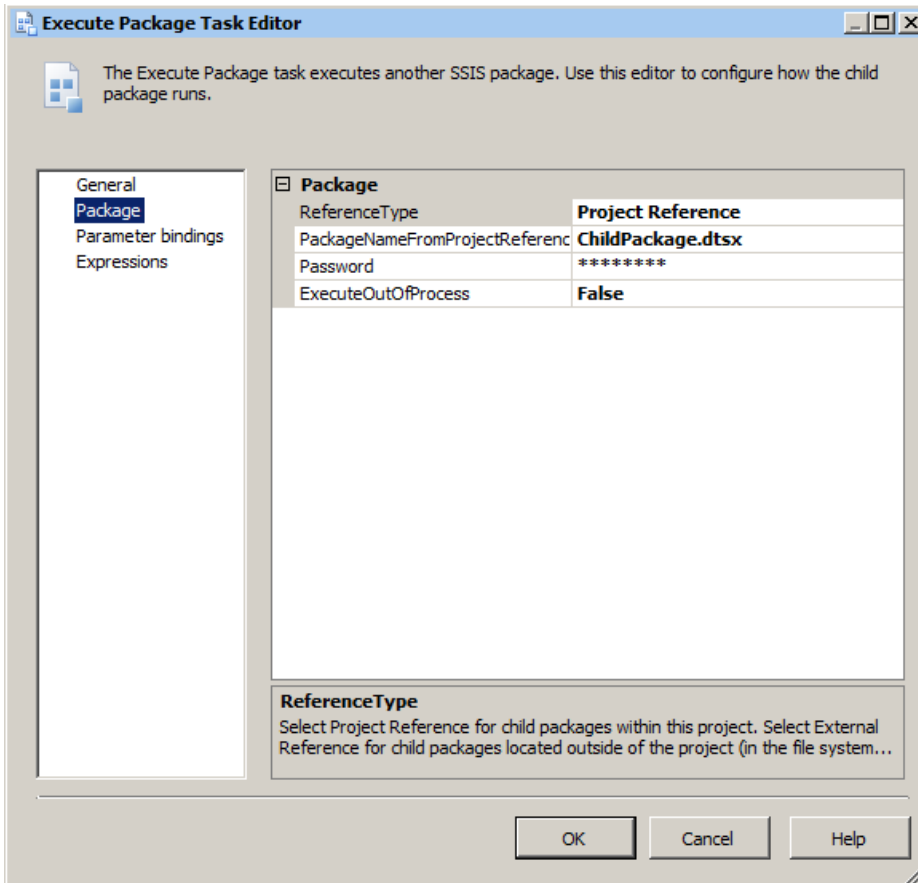 Execute Package Task Editor
The Execute Package task executes another SSIS package. Use this editor to configure how the child
package runs.
General
Package
Parameter bindings
Expressions
Package
ReferenceType Project Reference
PackageNameFromProjectReferenc ChildPackage.dtsx
Password ********
ExecuteOutOfProcess False
ReferenceType
Select Project Reference for child packages within this project. Select External
Reference for child packages located outside of the project (in the file system...
OK Cancel Help